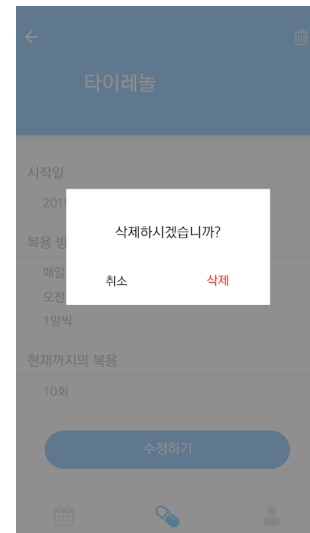 타이레놀
시작일
201
삭제하시겠습니까?
복용 방
매일
취소 삭제
오전
1알씩
현재까지의 복용
10회
수정하기